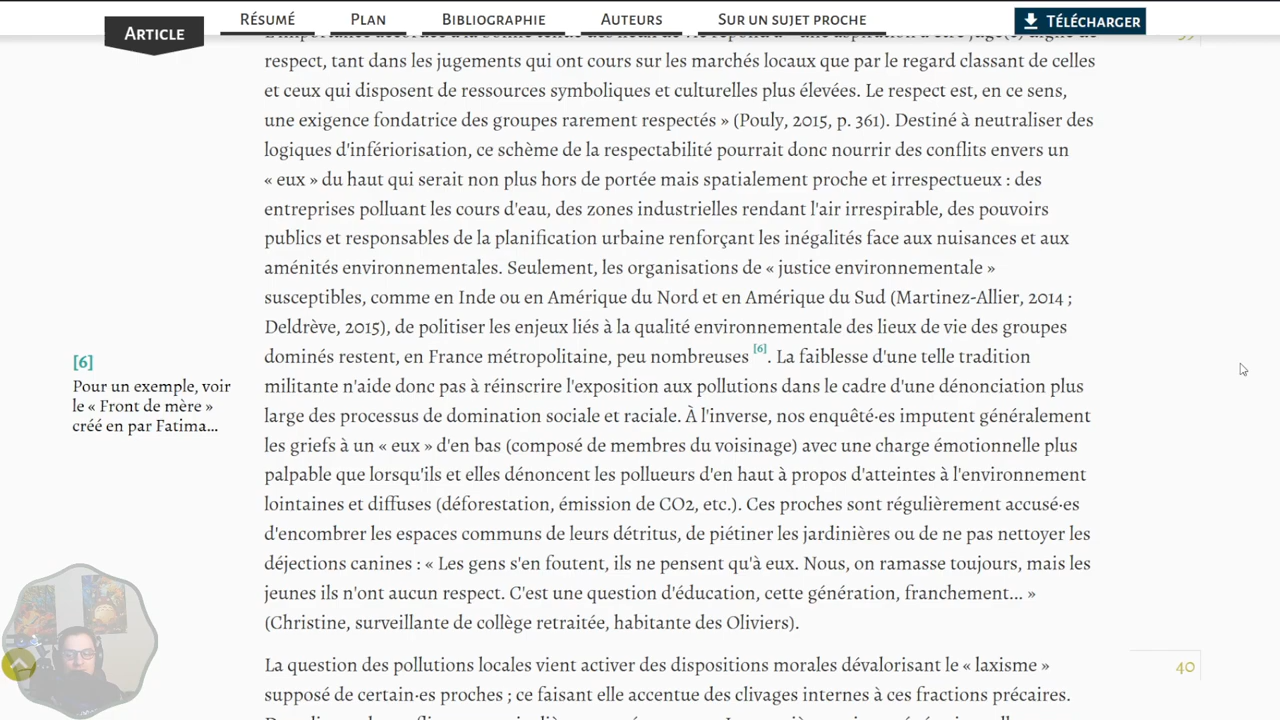 ARTICLE
RÉSUMÉ
PLAN
BIBLIOGRAPHIE
AUTEURS
SUR UN SUJET PROCHE
TÉLÉCHARGER
39
respect, tant dans les jugements qui ont cours sur les marchés locaux que par le regard classant de celles
et ceux qui disposent de ressources symboliques et culturelles plus élevées. Le respect est, en ce sens,
une exigence fondatrice des groupes rarement respectés » (Pouly, 2015, p. 361). Destiné à neutraliser des
logiques d'infériorisation, ce schème de la respectabilité pourrait donc nourrir des conflits envers un
« eux » du haut qui serait non plus hors de portée mais spatialement proche et irrespectueux : des
entreprises polluant les cours d'eau, des zones industrielles rendant l'air irrespirable, des pouvoirs
publics et responsables de la planification urbaine renforçant les inégalités face aux nuisances et aux
aménités environnementales. Seulement, les organisations de « justice environnementale »
susceptibles, comme en Inde ou en Amérique du Nord et en Amérique du Sud (Martinez-Allier, 2014 ;
Deldrève, 2015), de politiser les enjeux liés à la qualité environnementale des lieux de vie des groupes
dominés restent, en France métropolitaine, peu nombreuses [6]. La faiblesse d'une telle tradition
militante n'aide donc pas à réinscrire l'exposition aux pollutions dans le cadre d'une dénonciation plus
large des processus de domination sociale et raciale. À l'inverse, nos enquêté·es imputent généralement
les griefs à un « eux » d'en bas (composé de membres du voisinage) avec une charge émotionnelle plus
palpable que lorsqu'ils et elles dénoncent les pollueurs d'en haut à propos d'atteintes à l'environnement
lointaines et diffuses (déforestation, émission de CO2, etc.). Ces proches sont régulièrement accusé·es
d'encombrer les espaces communs de leurs détritus, de piétiner les jardinières ou de ne pas nettoyer les
déjections canines : « Les gens s'en foutent, ils ne pensent qu'à eux. Nous, on ramasse toujours, mais les
jeunes ils n'ont aucun respect. C'est une question d'éducation, cette génération, franchement... »
(Christine, surveillante de collège retraitée, habitante des Oliviers).
[6]
Pour un exemple, voir
le « Front de mère »
créé en par Fatima...
La question des pollutions locales vient activer des dispositions morales dévalorisant le « laxisme »
40
supposé de certain·es proches ; ce faisant elle accentue des clivages internes à ces fractions précaires.